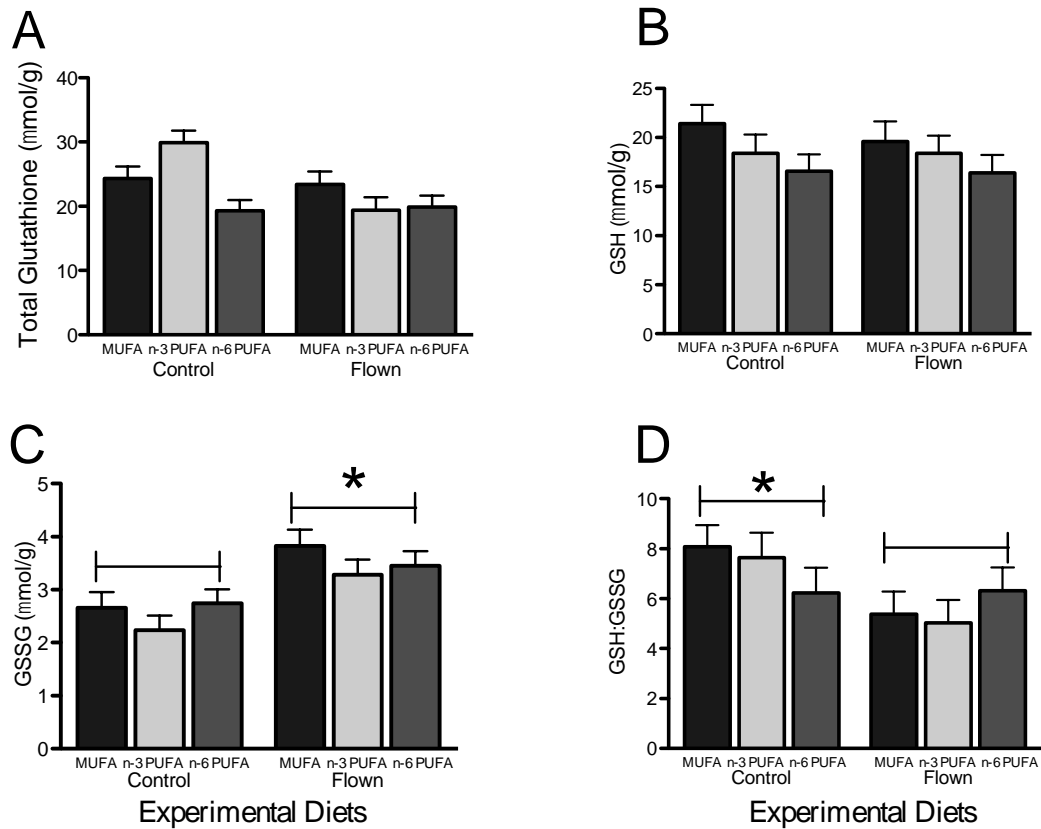 A
Total Glutathione (mmol/g)
40
30
20
10
0
MUFA n-3 PUFA n-6 PUFA MUFA n-3 PUFA n-6 PUFA
Control Flown
B
GSH (mmol/g)
25
20
15
10
5
0
MUFA n-3 PUFA n-6 PUFA MUFA n-3 PUFA n-6 PUFA
Control Flown
C
GSSG (mmol/g)
5
4
3
2
1
0
*
MUFA n-3 PUFA n-6 PUFA MUFA n-3 PUFA n-6 PUFA
Control Flown
Experimental Diets
D
GSH:GSSG
10
8
6
4
2
0
*
MUFA n-3 PUFA n-6 PUFA MUFA n-3 PUFA n-6 PUFA
Control Flown
Experimental Diets